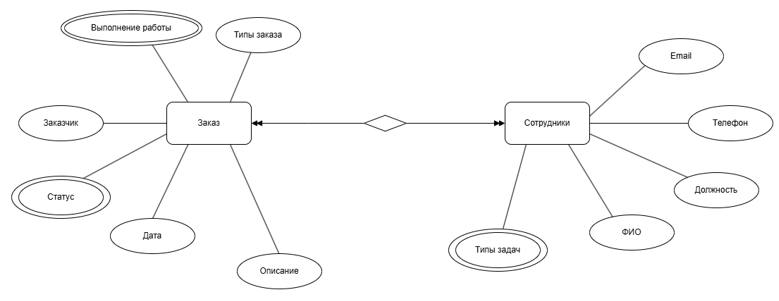 Выполнение работы
Типы заказа
Email
Заказчик
Заказ
Сотрудники
Телефон
Статус
Должность
Дата
ФИО
Типы задач
Описание